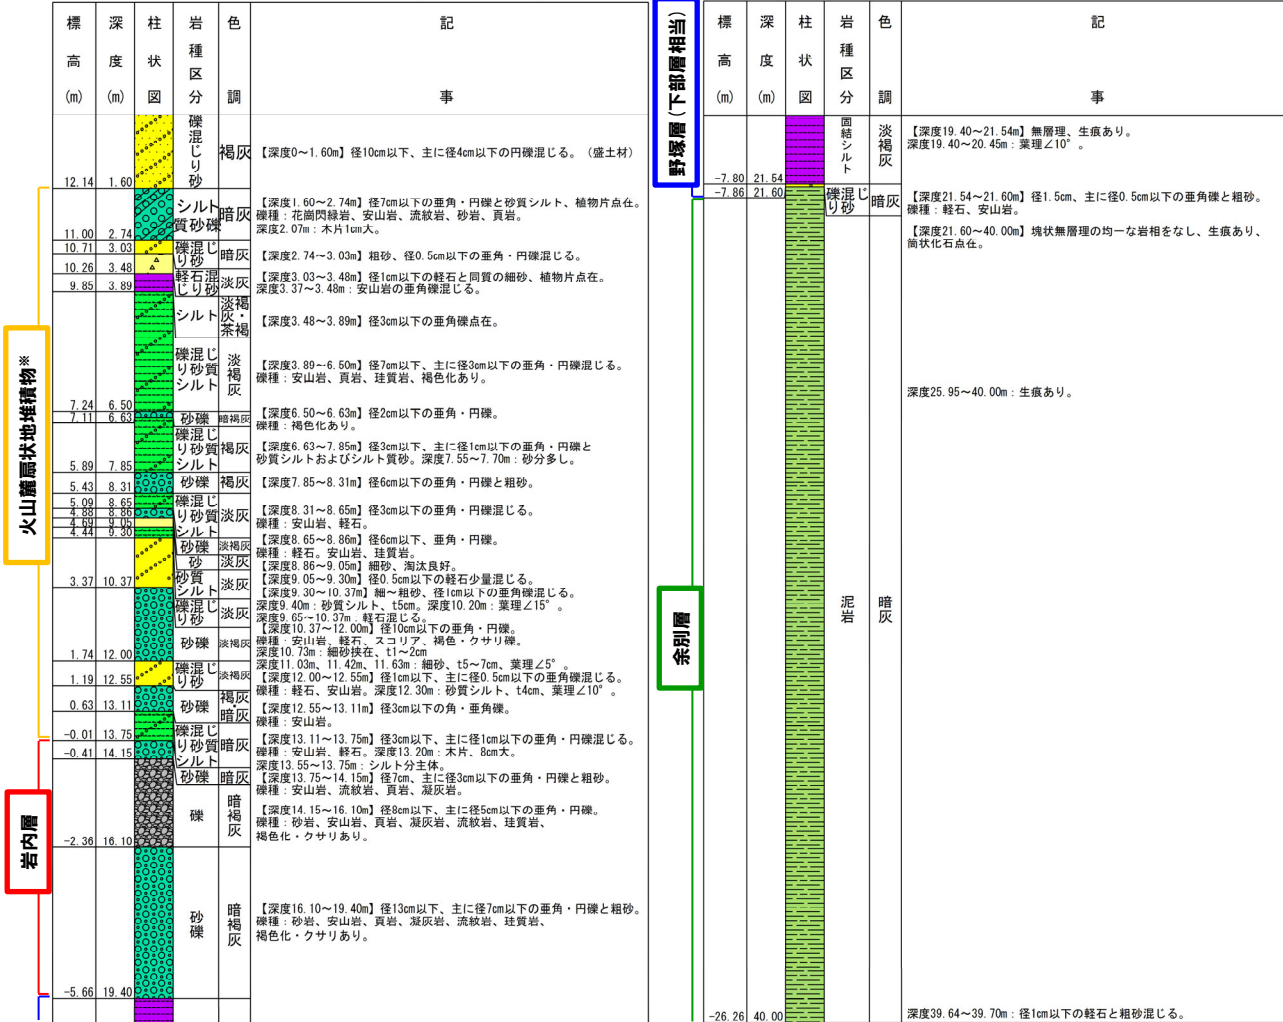 標高(m)
深度(m)
柱状図
岩種区分
色調
記事
礫混じり砂
褐灰
【深度0~1.60m】径10cm以下、主に径4cm以下の円礫混じる。（盛土材）
12.14 1.60
シルト質砂礫
暗灰
【深度1.60~2.74m】径7cm以下の亜角・円礫と砂質シルト、植物片点在。
礫種：花崗閃緑岩、安山岩、流紋岩、砂岩、頁岩。
深度2.07m：木片1cm大。
11.00 2.74
礫混じり砂
暗灰
【深度2.74~3.03m】粗砂、径0.5cm以下の亜角・円礫混じる。
10.71 3.03
軽石混じり砂
淡灰
【深度3.03~3.48m】径1cm以下の軽石と同質の細砂、植物片点在。
深度3.37~3.48m：安山岩の亜角礫混じる。
10.26 3.48
シルト
淡褐灰・茶褐
【深度3.48~3.89m】径3cm以下の亜角礫点在。
9.85 3.89
礫混じり砂質シルト
淡褐灰
【深度3.89~6.50m】径7cm以下、主に径3cm以下の亜角・円礫混じる。
礫種：安山岩、頁岩、珪質岩、褐色化あり。
7.24 6.50
砂礫
暗褐灰
【深度6.50~6.63m】径2cm以下の亜角・円礫。
礫種：褐色化あり。
7.11 6.63
礫混じり砂質シルト
褐灰
【深度6.63~7.85m】径3cm以下、主に径1cm以下の亜角・円礫と
砂質シルトおよびシルト質砂。深度7.55~7.70m：砂分多し。
5.89 7.85
砂礫
褐灰
【深度7.85~8.31m】径6cm以下の亜角・円礫と粗砂。
5.43 8.31
礫混じり砂質シルト
淡灰
【深度8.31~8.65m】径3cm以下の亜角・円礫混じる。
礫種：安山岩、軽石。
5.09 8.65
砂礫
淡褐灰
【深度8.65~8.86m】径6cm以下、亜角・円礫。
礫種：軽石。安山岩、珪質岩。
4.88 8.86
砂
淡灰
【深度8.86~9.05m】細砂、淘汰良好。
4.69 9.05
砂質シルト
淡灰
【深度9.05~9.30m】径0.5cm以下の軽石少量混じる。
4.44 9.30
礫混じり砂
淡灰
【深度9.30~10.37m】細~粗砂、径1cm以下の亜角礫混じる。
深度9.40m：砂質シルト、t5cm。深度10.20m：葉理∠15°。
深度9.65~10.37m：軽石混じる。
3.37 10.37
砂礫
淡褐灰
【深度10.37~12.00m】径10cm以下の亜角・円礫。
礫種：安山岩、軽石、スコリア、褐色・クサリ礫。
深度10.73m：細砂挟在、t1~2cm
深度11.03m、11.42m、11.63m：細砂、t5~7cm、葉理∠5°。
1.74 12.00
礫混じり砂
淡褐灰
【深度12.00~12.55m】径1cm以下、主に径0.5cm以下の亜角礫混じる。
礫種：軽石、安山岩。深度12.30m：砂質シルト、t4cm、葉理∠10°。
1.19 12.55
砂礫
褐灰・暗灰
【深度12.55~13.11m】径3cm以下の角・亜角礫。
礫種：安山岩。
0.63 13.11
礫混じり砂質シルト
暗灰
【深度13.11~13.75m】径3cm以下、主に径1cm以下の亜角・円礫混じる。
礫種：安山岩、軽石。深度13.20m：木片、8cm大。
深度13.55~13.75m：シルト分主体。
-0.01 13.75
砂礫
暗灰
【深度13.75~14.15m】径7cm、主に径3cm以下の亜角・円礫と粗砂。
礫種：安山岩、流紋岩、頁岩、凝灰岩。
-0.41 14.15
礫
暗褐灰
【深度14.15~16.10m】径8cm以下、主に径5cm以下の亜角・円礫。
礫種：砂岩、安山岩、頁岩、凝灰岩、流紋岩、珪質岩、
褐色化・クサリあり。
-2.36 16.10
砂礫
暗褐灰
【深度16.10~19.40m】径13cm以下、主に径7cm以下の亜角・円礫と粗砂。
礫種：砂岩、安山岩、頁岩、凝灰岩、流紋岩、珪質岩、
褐色化・クサリあり。
-5.66 19.40
火山麓扇状地堆積物※
岩内層
野塚層（下部層相当）
標高(m)
深度(m)
柱状図
岩種区分
色調
記事
固結シルト
淡褐灰
【深度19.40~21.54m】無層理、生痕あり。
深度19.40~20.45m：葉理∠10°。
-7.80 21.54
礫混じり砂
暗灰
【深度21.54~21.60m】径1.5cm、主に径0.5cm以下の亜角礫と粗砂。
礫種：軽石、安山岩。
-7.86 21.60
泥岩
暗灰
【深度21.60~40.00m】塊状無層理の均一な岩相をなし、生痕あり、
筒状化石点在。
深度25.95~40.00m：生痕あり。
深度39.64~39.70m：径1cm以下の軽石と粗砂混じる。
-26.26 40.00
余別層